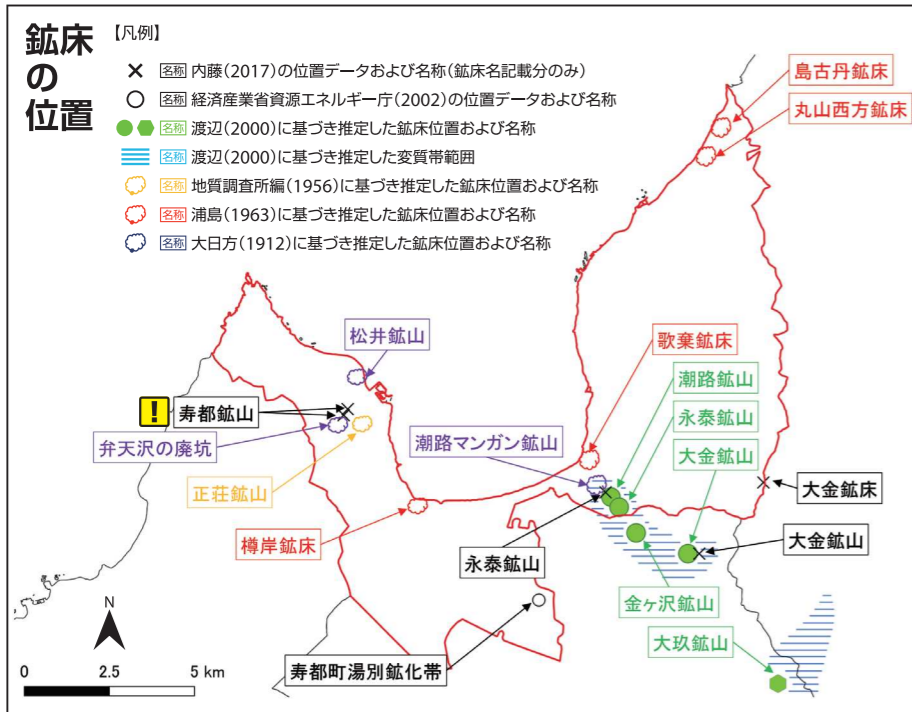 鉱床
の
位置
【凡例】
名称 内藤(2017)の位置データおよび名称(鉱床名記載分のみ)
名称 経済産業省資源エネルギー庁(2002)の位置データおよび名称
名称 渡辺(2000)に基づき推定した鉱床位置および名称
名称 渡辺(2000)に基づき推定した変質帯範囲
名称 地質調査所編(1956)に基づき推定した鉱床位置および名称
名称 浦島(1963)に基づき推定した鉱床位置および名称
名称 大日方(1912)に基づき推定した鉱床位置および名称
島古丹鉱床
丸山西方鉱床
松井鉱山
歌棄鉱床
潮路鉱山
! 寿都鉱山
永泰鉱山
弁天沢の廃坑
潮路マンガン鉱山
大金鉱山
正荘鉱山
大金鉱床
樽岸鉱床
永泰鉱山
大金鉱山
金ヶ沢鉱山
大玖鉱山
寿都町湯別鉱化帯
N
0 2.5 5 km